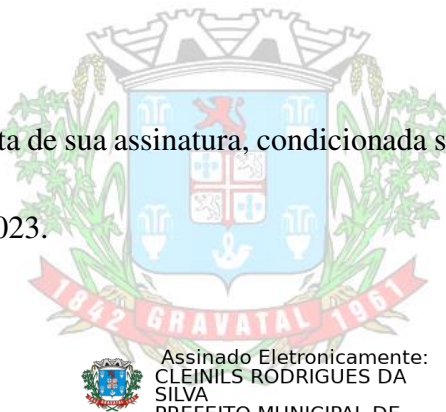 ta de sua assinatura, condicionada s
023.
1842 GRAVATAL 1961
Assinado Eletronicamente:
CLEINILS RODRIGUES DA
SILVA
PREFEITO MUNICIPAL DE